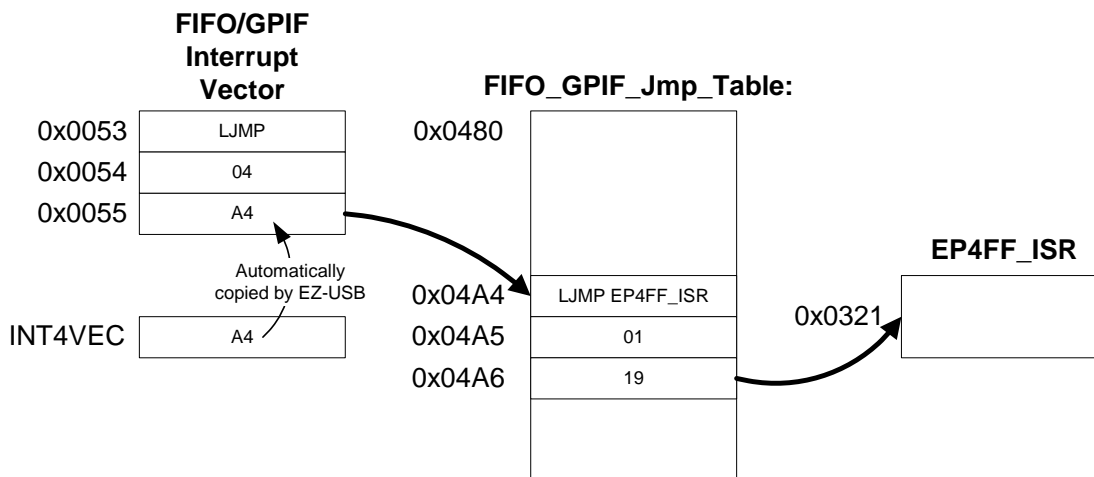 FIFO/GPIF
Interrupt
Vector
0x0053
LJMP
0x0054
04
0x0055
A4
Automatically
copied by EZ-USB
INT4VEC
A4
FIFO_GPIF_Jmp_Table:
0x0480
0x04A4
LJMP EP4FF_ISR
0x04A5
01
0x04A6
19
EP4FF_ISR
0x0321